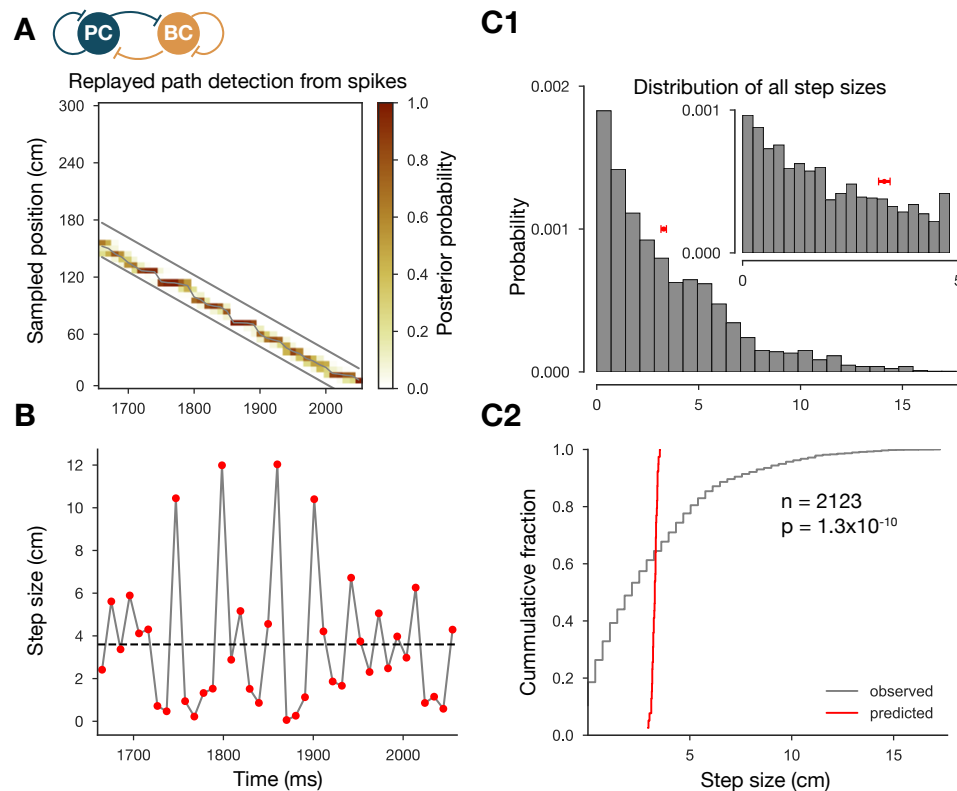 A
PC
BC
Replayed path detection from spikes
Sampled position (cm)
300
240
180
120
60
0
1700
1800
1900
2000
1.0
0.8
0.6
0.4
0.2
0.0
Posterior probability
B
Step size (cm)
12
10
8
6
4
2
0
1700
1800
1900
2000
Time (ms)
C1
Distribution of all step sizes
Probability
0.002
0.001
0.000
0
5
10
15
0.001
0.000
0
5
C2
Cummulaticve fraction
1.0
0.8
0.6
0.4
0.2
0.0
n = 2123
p = 1.3x10⁻¹⁰
observed
predicted
5
10
15
Step size (cm)